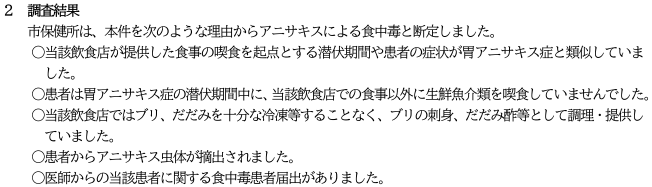 ２　調査結果
市保健所は、本件を次のような理由からアニサキスによる食中毒と断定しました。
○当該飲食店が提供した食事の喫食を起点とする潜伏期間や患者の症状が胃アニサキス症と類似していま
した。
○患者は胃アニサキス症の潜伏期間中に、当該飲食店での食事以外に生鮮魚介類を喫食していませんでした。
○当該飲食店ではブリ、だだみを十分な冷凍等することなく、ブリの刺身、だだみ酢等として調理・提供し
ていました。
○患者からアニサキス虫体が摘出されました。
○医師からの当該患者に関する食中毒患者届出がありました。